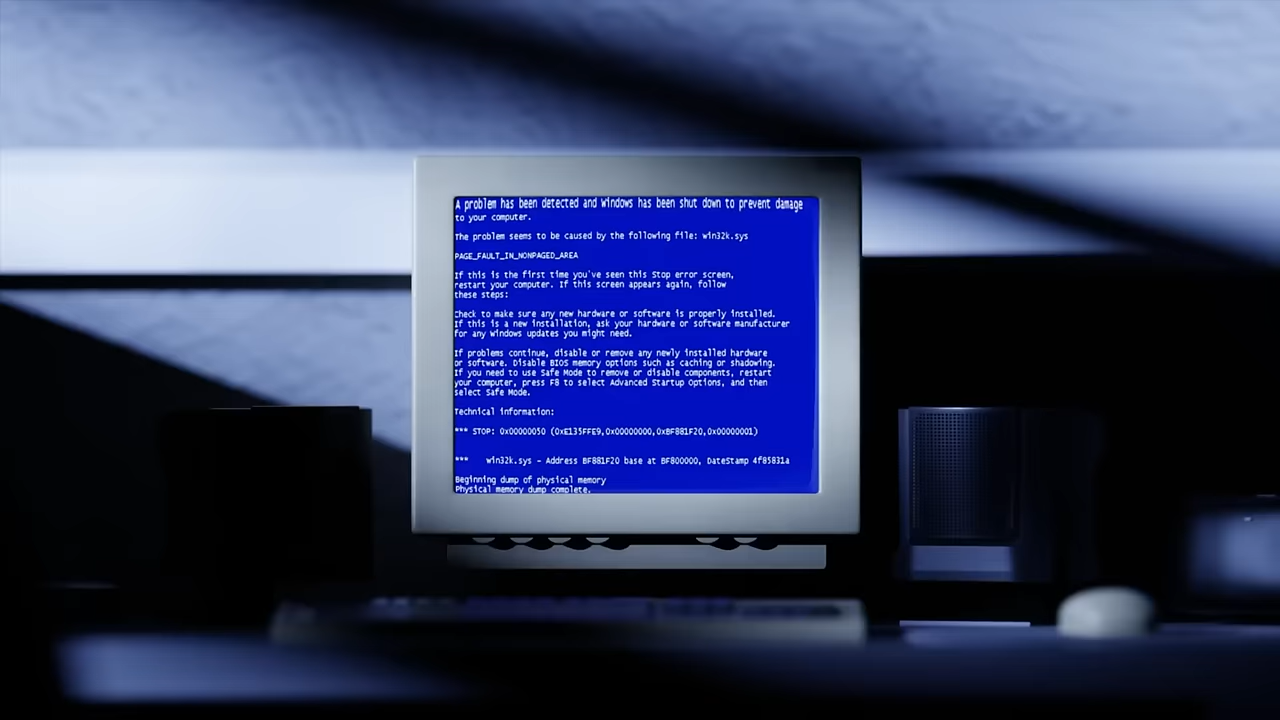 A problem has been detected and Windows has been shut down to prevent damage
to your computer.
The problem seems to be caused by the following file: win32k.sys
PAGE_FAULT_IN_NONPAGED_AREA
If this is the first time you've seen this Stop error screen,
restart your computer. If this screen appears again, follow
these steps:
Check to make sure any new hardware or software is properly installed.
If this is a new installation, ask your hardware or software manufacturer
for any windows updates you might need.
If problems continue, disable or remove any newly installed hardware
or software. Disable BIOS memory options such as caching or shadowing.
If you need to use Safe Mode to remove or disable components, restart
your computer, press F8 to select Advanced Startup Options, and then
select Safe Mode.
Technical information:
*** STOP: 0x00000050 (0xE135FFE9,0x00000000,0xBF881F20,0x00000001)
*** win32k.sys - Address BF881F20 base at BF800000, DateStamp 4f85831a
Beginning dump of physical memory
Physical memory dump complete.